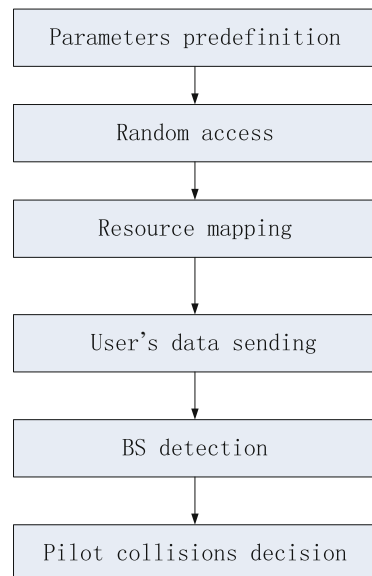 Parameters predefinition
Random access
Resource mapping
User's data sending
BS detection
Pilot collisions decision